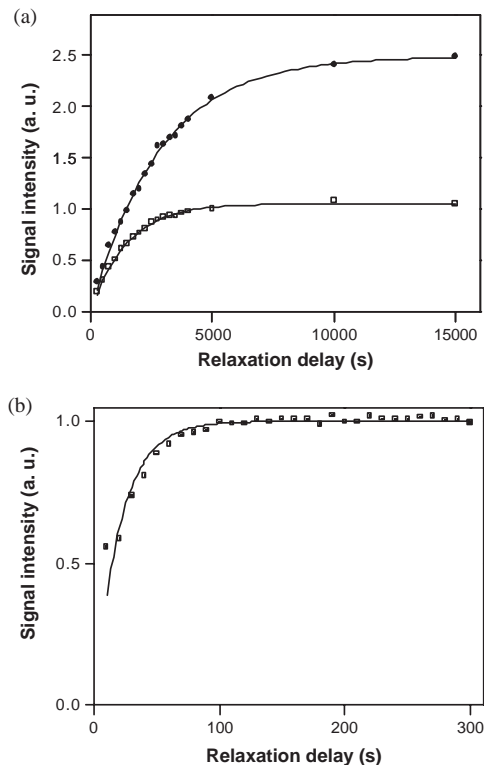 (a)
Signal intensity (a. u.)
2.5
2.0
1.5
1.0
0.5
0.0
0
5000
10000
15000
Relaxation delay (s)
(b)
Signal intensity (a. u.)
1.0
0.5
0.0
0
100
200
300
Relaxation delay (s)